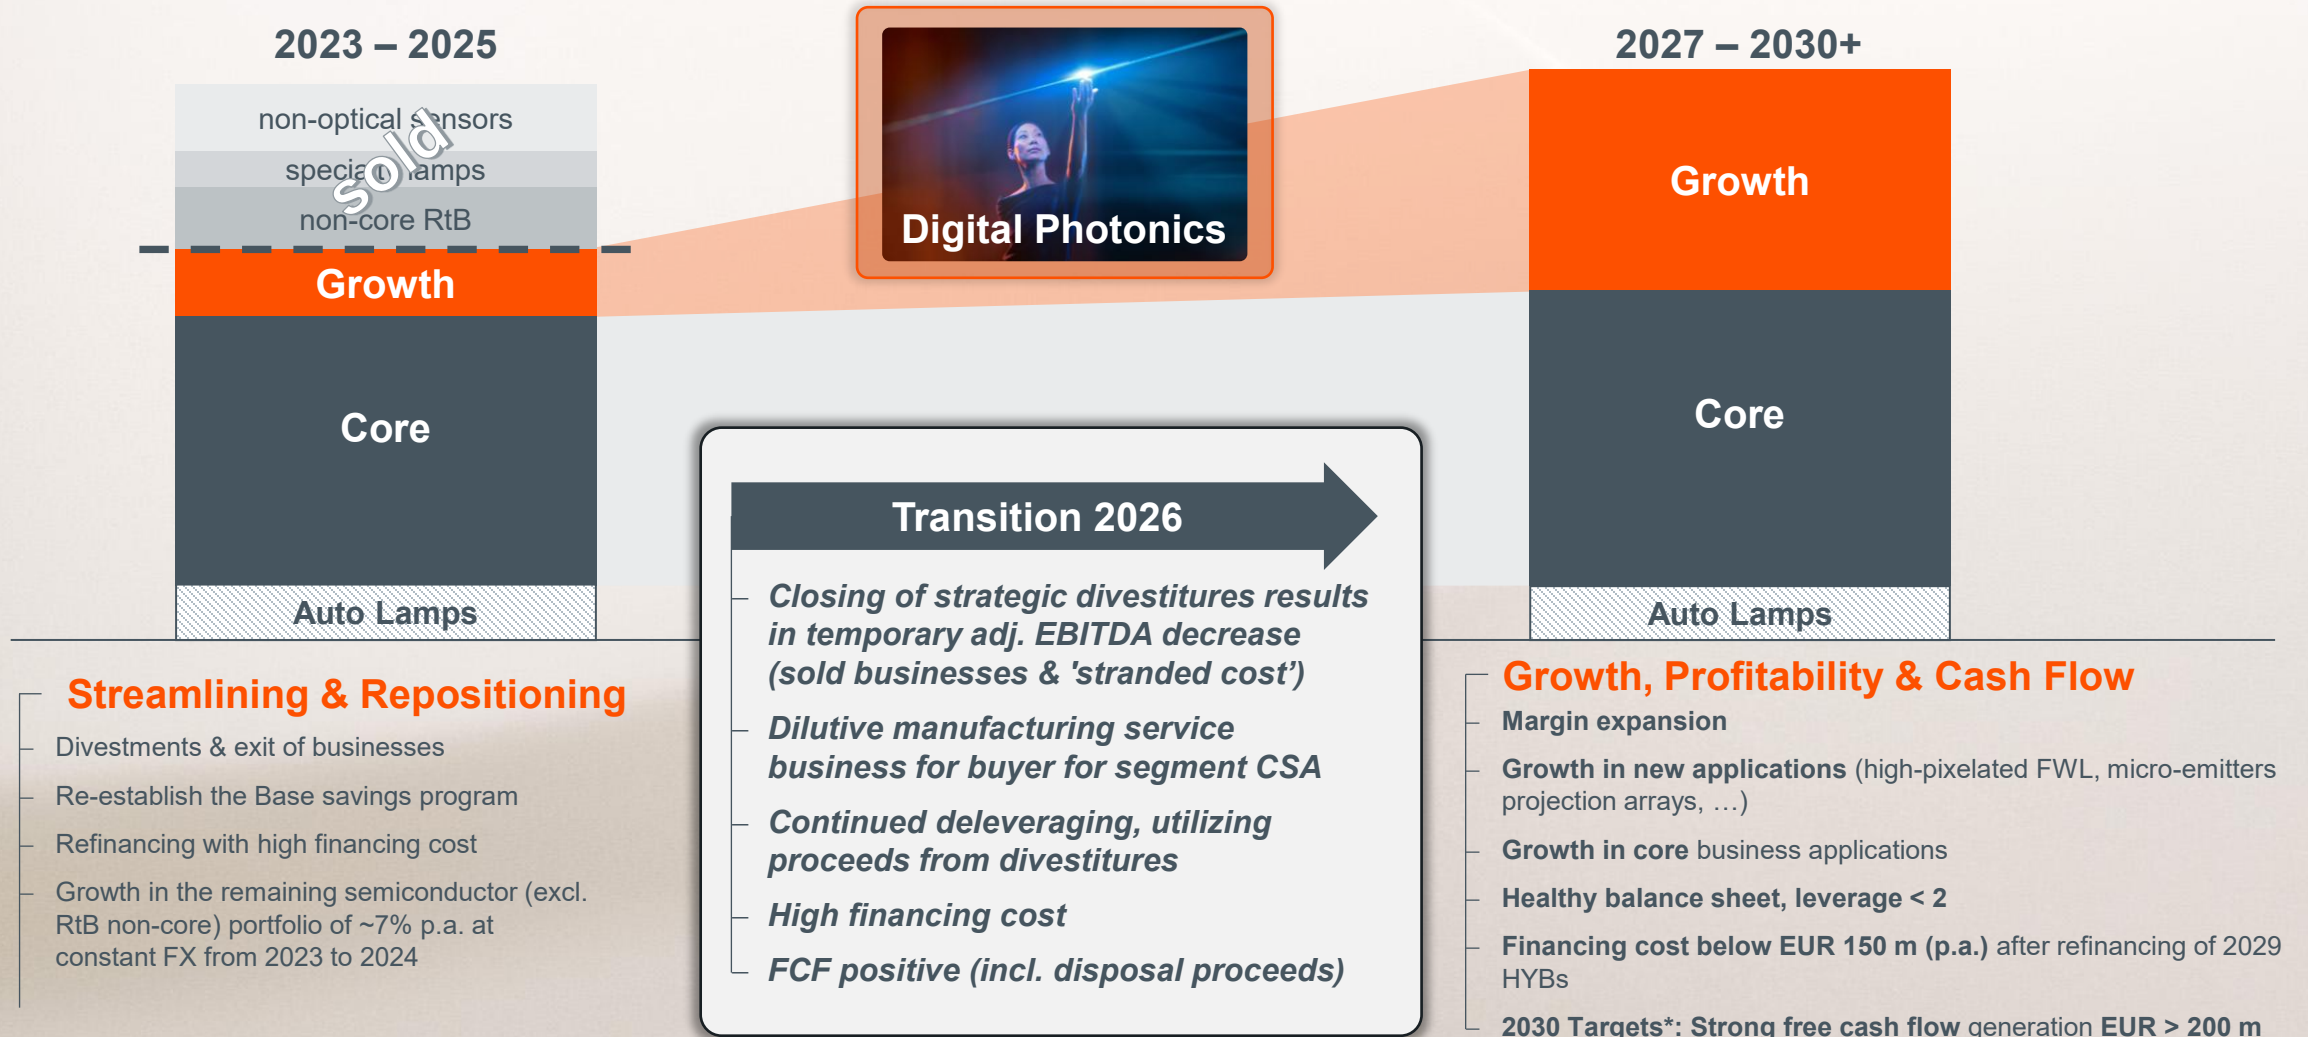 2023 – 2025
non-optical sensors
specialty lamps
non-core RtB
sold
Growth
Core
Auto Lamps
Streamlining & Repositioning
Divestments & exit of businesses
Re-establish the Base savings program
Refinancing with high financing cost
Growth in the remaining semiconductor (excl.
RtB non-core) portfolio of ~7% p.a. at
constant FX from 2023 to 2024
Digital Photonics
Transition 2026
Closing of strategic divestitures results
in temporary adj. EBITDA decrease
(sold businesses & 'stranded cost’)
Dilutive manufacturing service
business for buyer for segment CSA
Continued deleveraging, utilizing
proceeds from divestitures
High financing cost
FCF positive (incl. disposal proceeds)
2027 – 2030+
Growth
Core
Auto Lamps
Growth, Profitability & Cash Flow
Margin expansion
Growth in new applications (high-pixelated FWL, micro-emitters
projection arrays, …)
Growth in core business applications
Healthy balance sheet, leverage < 2
Financing cost below EUR 150 m (p.a.) after refinancing of 2029
HYBs
2030 Targets*: Strong free cash flow generation EUR > 200 m